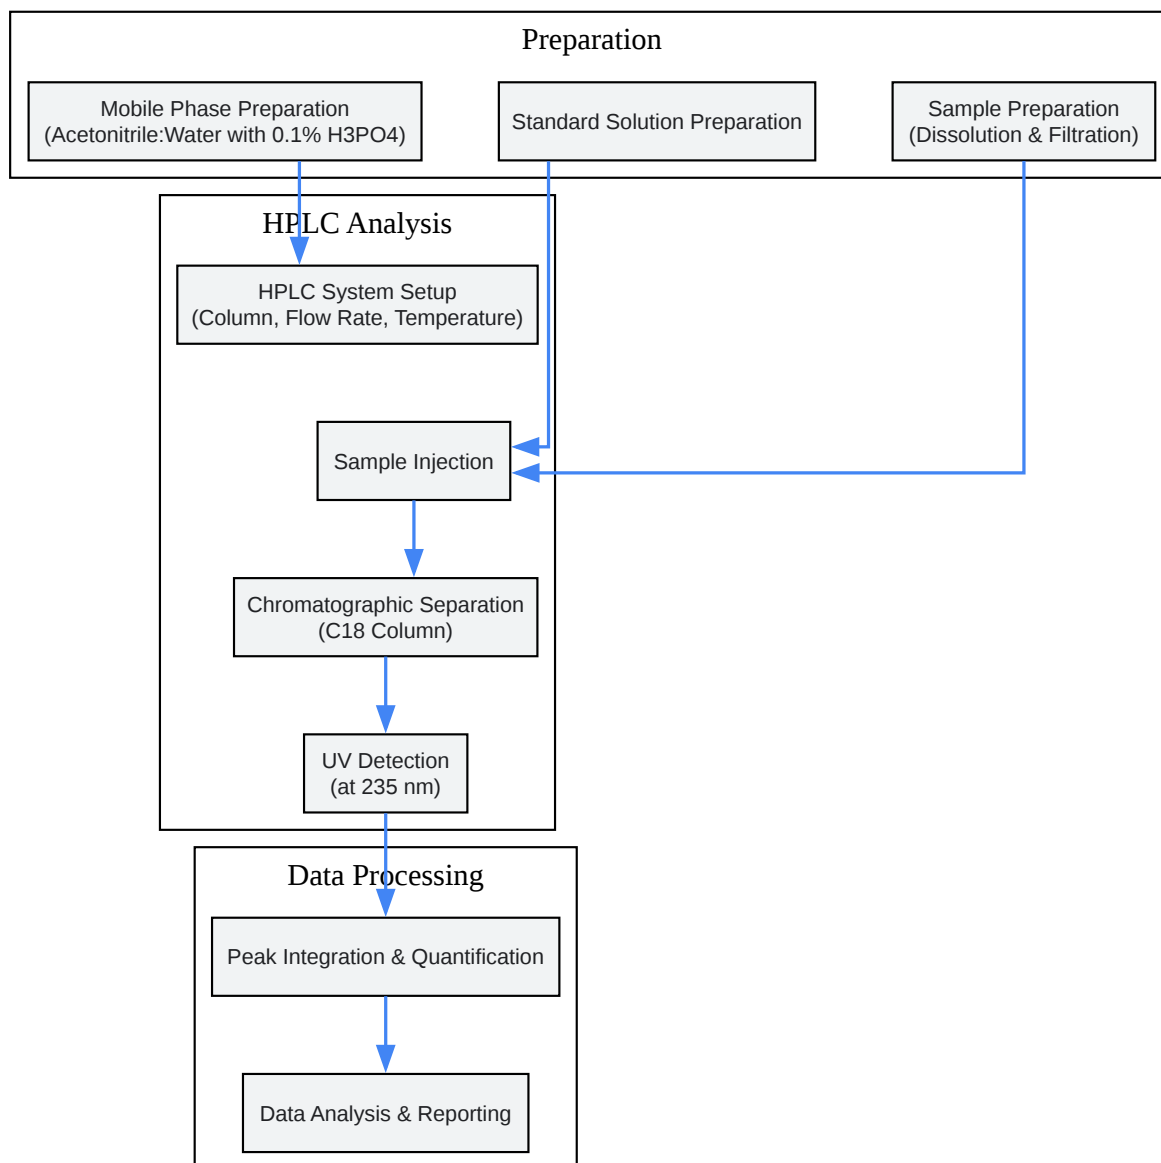 Preparation
Mobile Phase Preparation
(Acetonitrile:Water with 0.1% H3PO4)
Standard Solution Preparation
Sample Preparation
(Dissolution & Filtration)
HPLC Analysis
HPLC System Setup
(Column, Flow Rate, Temperature)
Sample Injection
Chromatographic Separation
(C18 Column)
UV Detection
(at 235 nm)
Data Processing
Peak Integration & Quantification
Data Analysis & Reporting